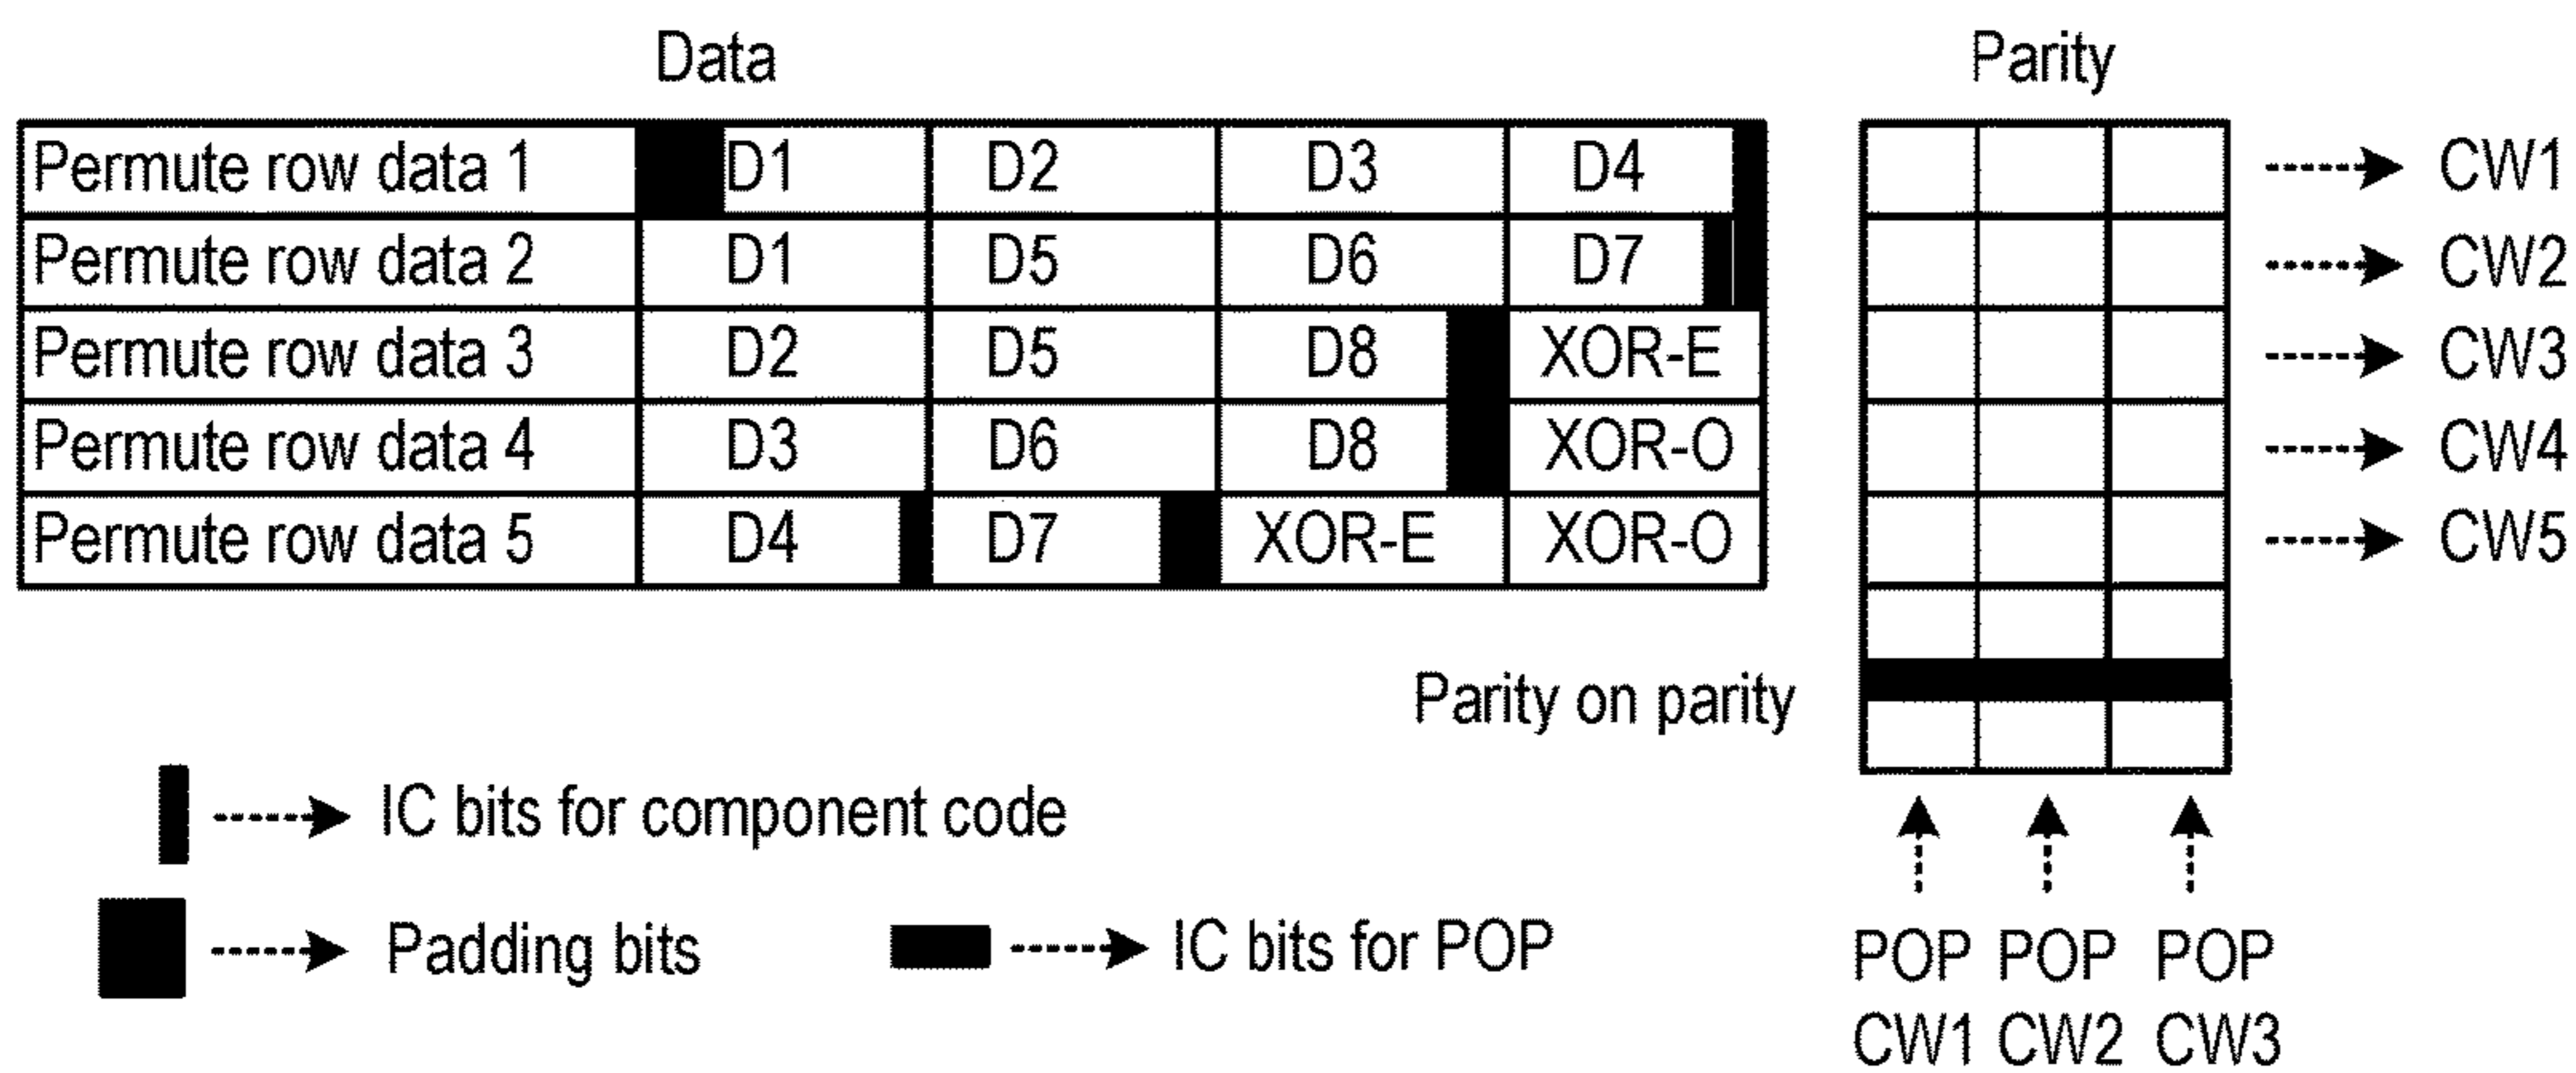 Data Parity
Permute row data 1 D1 D2 D3 D4 CW1
Permute row data 2 D1 D5 D6 D7 CW2
Permute row data 3 D2 D5 D8 XOR-E CW3
Permute row data 4 D3 D6 D8 XOR-O CW4
Permute row data 5 D4 D7 XOR-E XOR-O CW5
Parity on parity
IC bits for component code
Padding bits IC bits for POP
POP POP POP
CW1 CW2 CW3